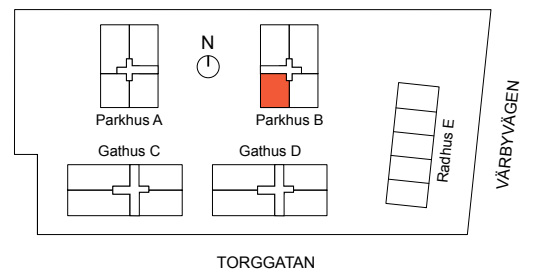 N
Parkhus A
Parkhus B
Gathus C
Gathus D
Radhus E
VÄRBYVÄGEN
TORGGATAN